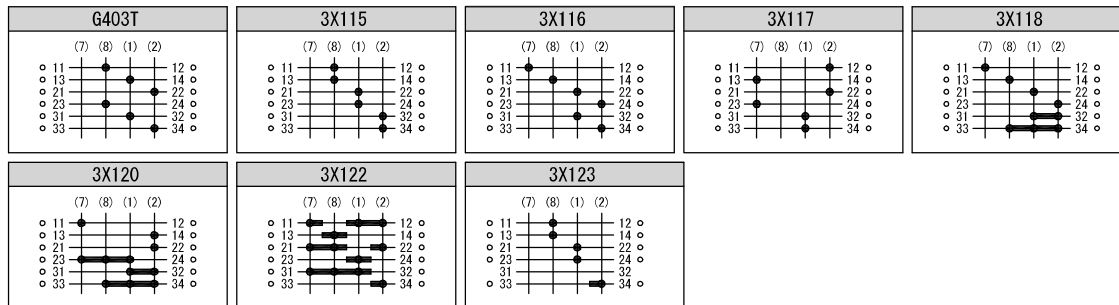 G403T 3X115 3X116 3X117 3X118
(7) (8) (1) (2) (7) (8) (1) (2) (7) (8) (1) (2) (7) (8) (1) (2) (7) (8) (1) (2)
11 12 11 12 11 12 11 12 11 12
13 14 13 14 13 14 13 14 13 14
21 22 21 22 21 22 21 22 21 22
23 24 23 24 23 24 23 24 23 24
31 32 31 32 31 32 31 32 31 32
33 34 33 34 33 34 33 34 33 34
3X120 3X122 3X123
(7) (8) (1) (2) (7) (8) (1) (2) (7) (8) (1) (2)
11 12 11 12 11 12
13 14 13 14 13 14
21 22 21 22 21 22
23 24 23 24 23 24
31 32 31 32 31 32
33 34 33 34 33 34